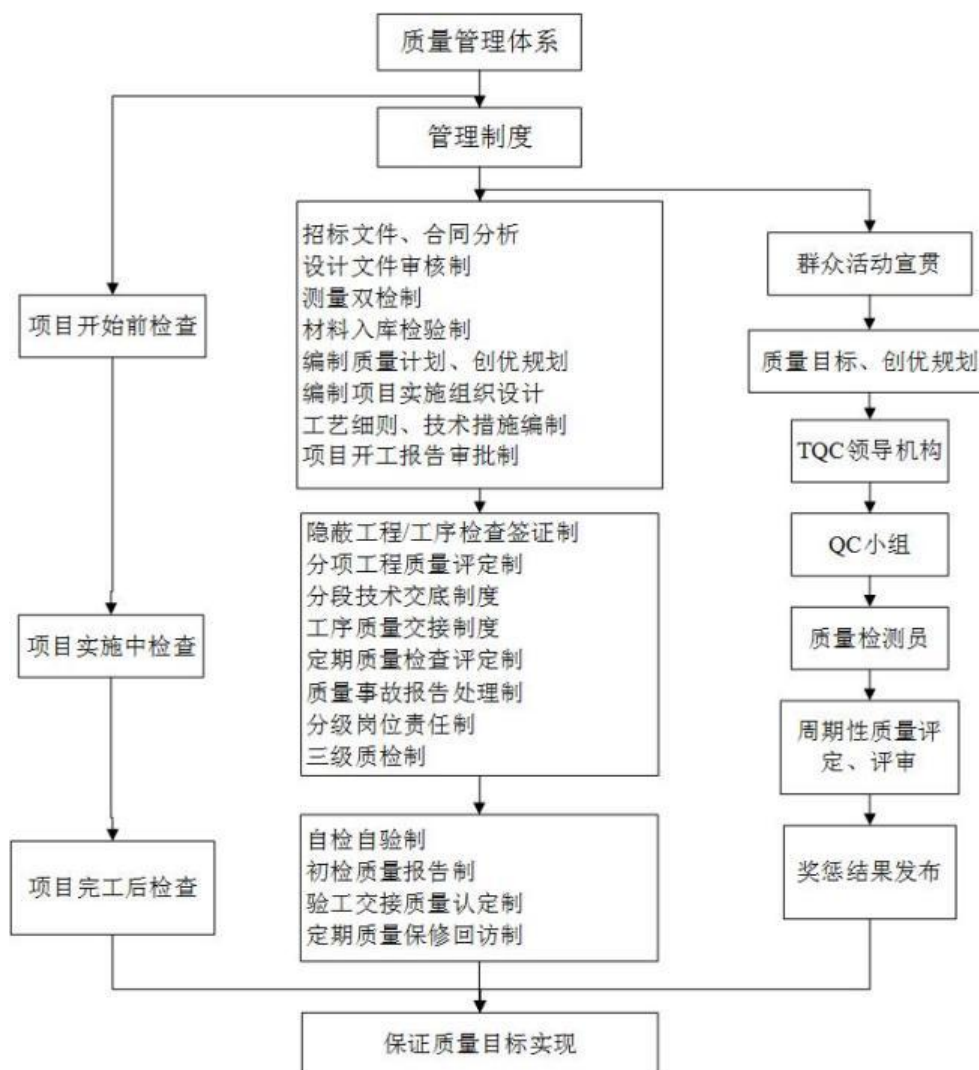 质量管理体系
管理制度
招标文件、合同分析
设计文件审核制
测量双检制
材料入库检验制
编制质量计划、创优规划
编制项目实施组织设计
工艺细则、技术措施编制
项目开工报告审批制
群众活动宣贯
项目开始前检查
质量目标、创优规划
TQC领导机构
隐蔽工程/工序检查签证制
分项工程质量评定制
分段技术交底制度
工序质量交接制度
定期质量检查评定制
质量事故报告处理制
分级岗位责任制
三级质检制
QC小组
项目实施中检查
质量检测员
周期性质量评
定、评审
自检自验制
初检质量报告制
验工交接质量认定制
定期质量保修回访制
项目完工后检查
奖惩结果发布
保证质量目标实现